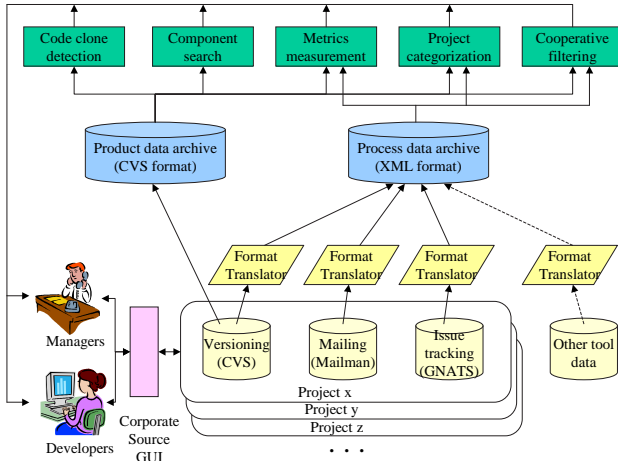 Code clone
detection
Component
search
Metrics
measurement
Project
categorization
Cooperative
filtering
Product data archive
(CVS format)
Process data archive
(XML format)
Format
Translator
Format
Translator
Format
Translator
Format
Translator
Managers
Developers
Corporate
Source
GUI
Versioning
(CVS)
Mailing
(Mailman)
Issue
tracking
(GNATS)
Other tool
data
Project x
Project y
Project z
. . .